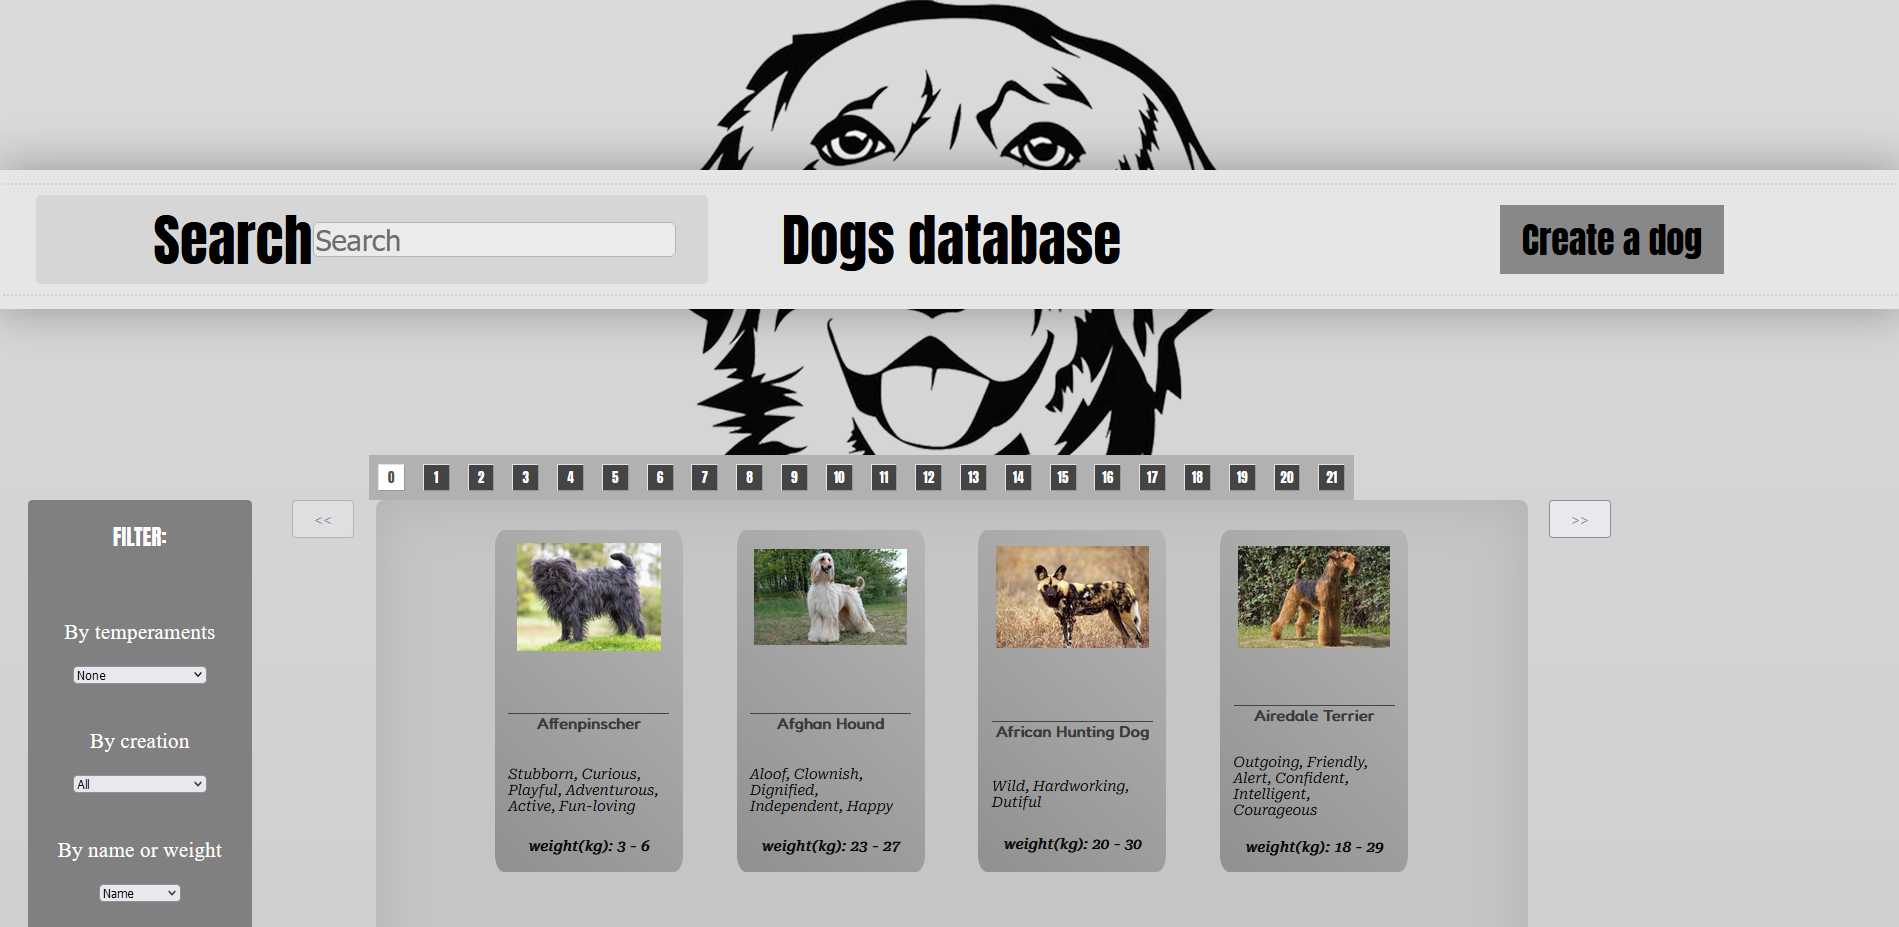 Search Search Dogs database Create a dog
0 1 2 3 4 5 6 7 8 9 10 11 12 13 14 15 16 17 18 19 20 21
FILTER:
By temperaments
None
By creation
All
By name or weight
Name
<<
>>
Affenpinscher
Stubborn, Curious,
Playful, Adventurous,
Active, Fun-loving
weight(kg): 3 - 6
Afghan Hound
Aloof, Clownish,
Dignified,
Independent, Happy
weight(kg): 23 - 27
African Hunting Dog
Wild, Hardworking,
Dutiful
weight(kg): 20 - 30
Airedale Terrier
Outgoing, Friendly,
Alert, Confident,
Intelligent,
Courageous
weight(kg): 18 - 29